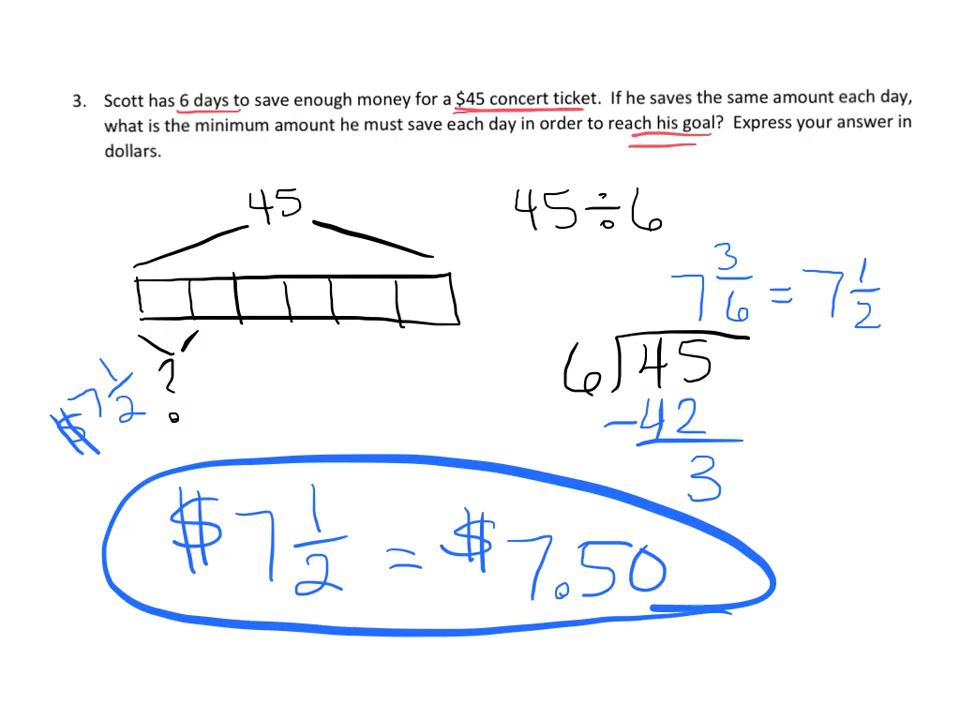 3. Scott has 6 days to save enough money for a $45 concert ticket. If he saves the same amount each day,
what is the minimum amount he must save each day in order to reach his goal? Express your answer in
dollars.
45
45 ÷ 6
7 3/6 = 7 1/2
6)45
-42
3
?
$7 1/2
$7 1/2 = $7.50